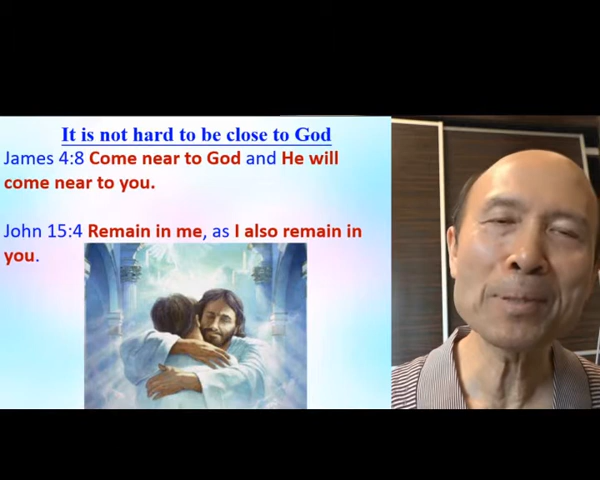 It is not hard to be close to God
James 4:8 Come near to God and He will
come near to you.
John 15:4 Remain in me, as I also remain in
you.